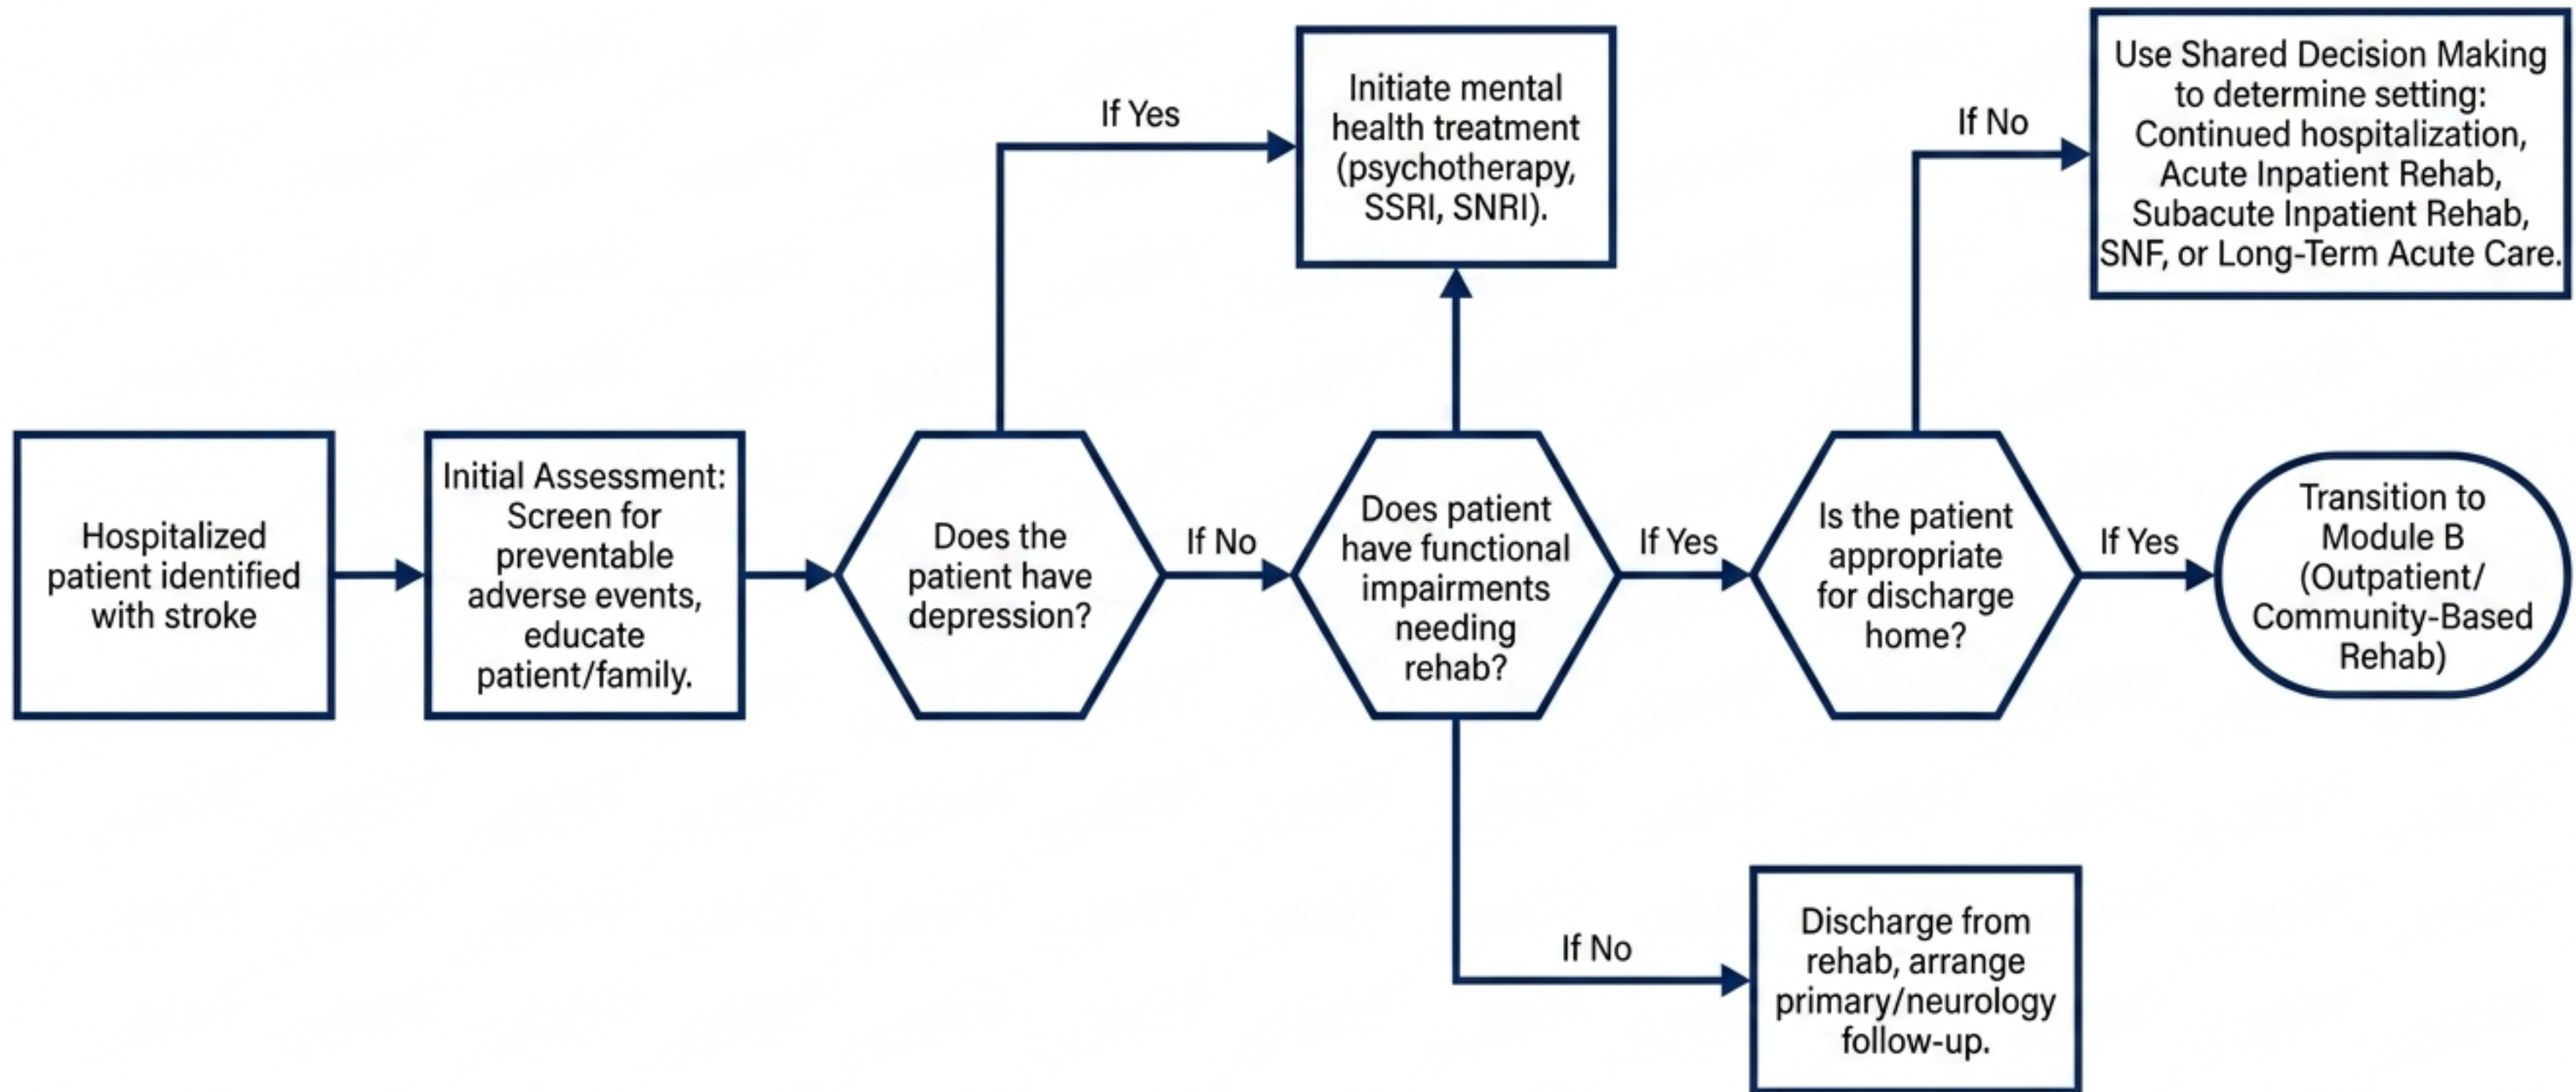 Hospitalized
patient identified
with stroke
Initial Assessment:
Screen for
preventable
adverse events,
educate
patient/family.
Does the
patient have
depression?
If Yes
Initiate mental
health treatment
(psychotherapy,
SSRI, SNRI).
If No
Does patient
have functional
impairments
needing
rehab?
If No
Discharge from
rehab, arrange
primary/neurology
follow-up.
If Yes
Is the patient
appropriate
for discharge
home?
If No
Use Shared Decision Making
to determine setting:
Continued hospitalization,
Acute Inpatient Rehab,
Subacute Inpatient Rehab,
SNF, or Long-Term Acute Care.
If Yes
Transition to
Module B
(Outpatient/
Community-Based
Rehab)